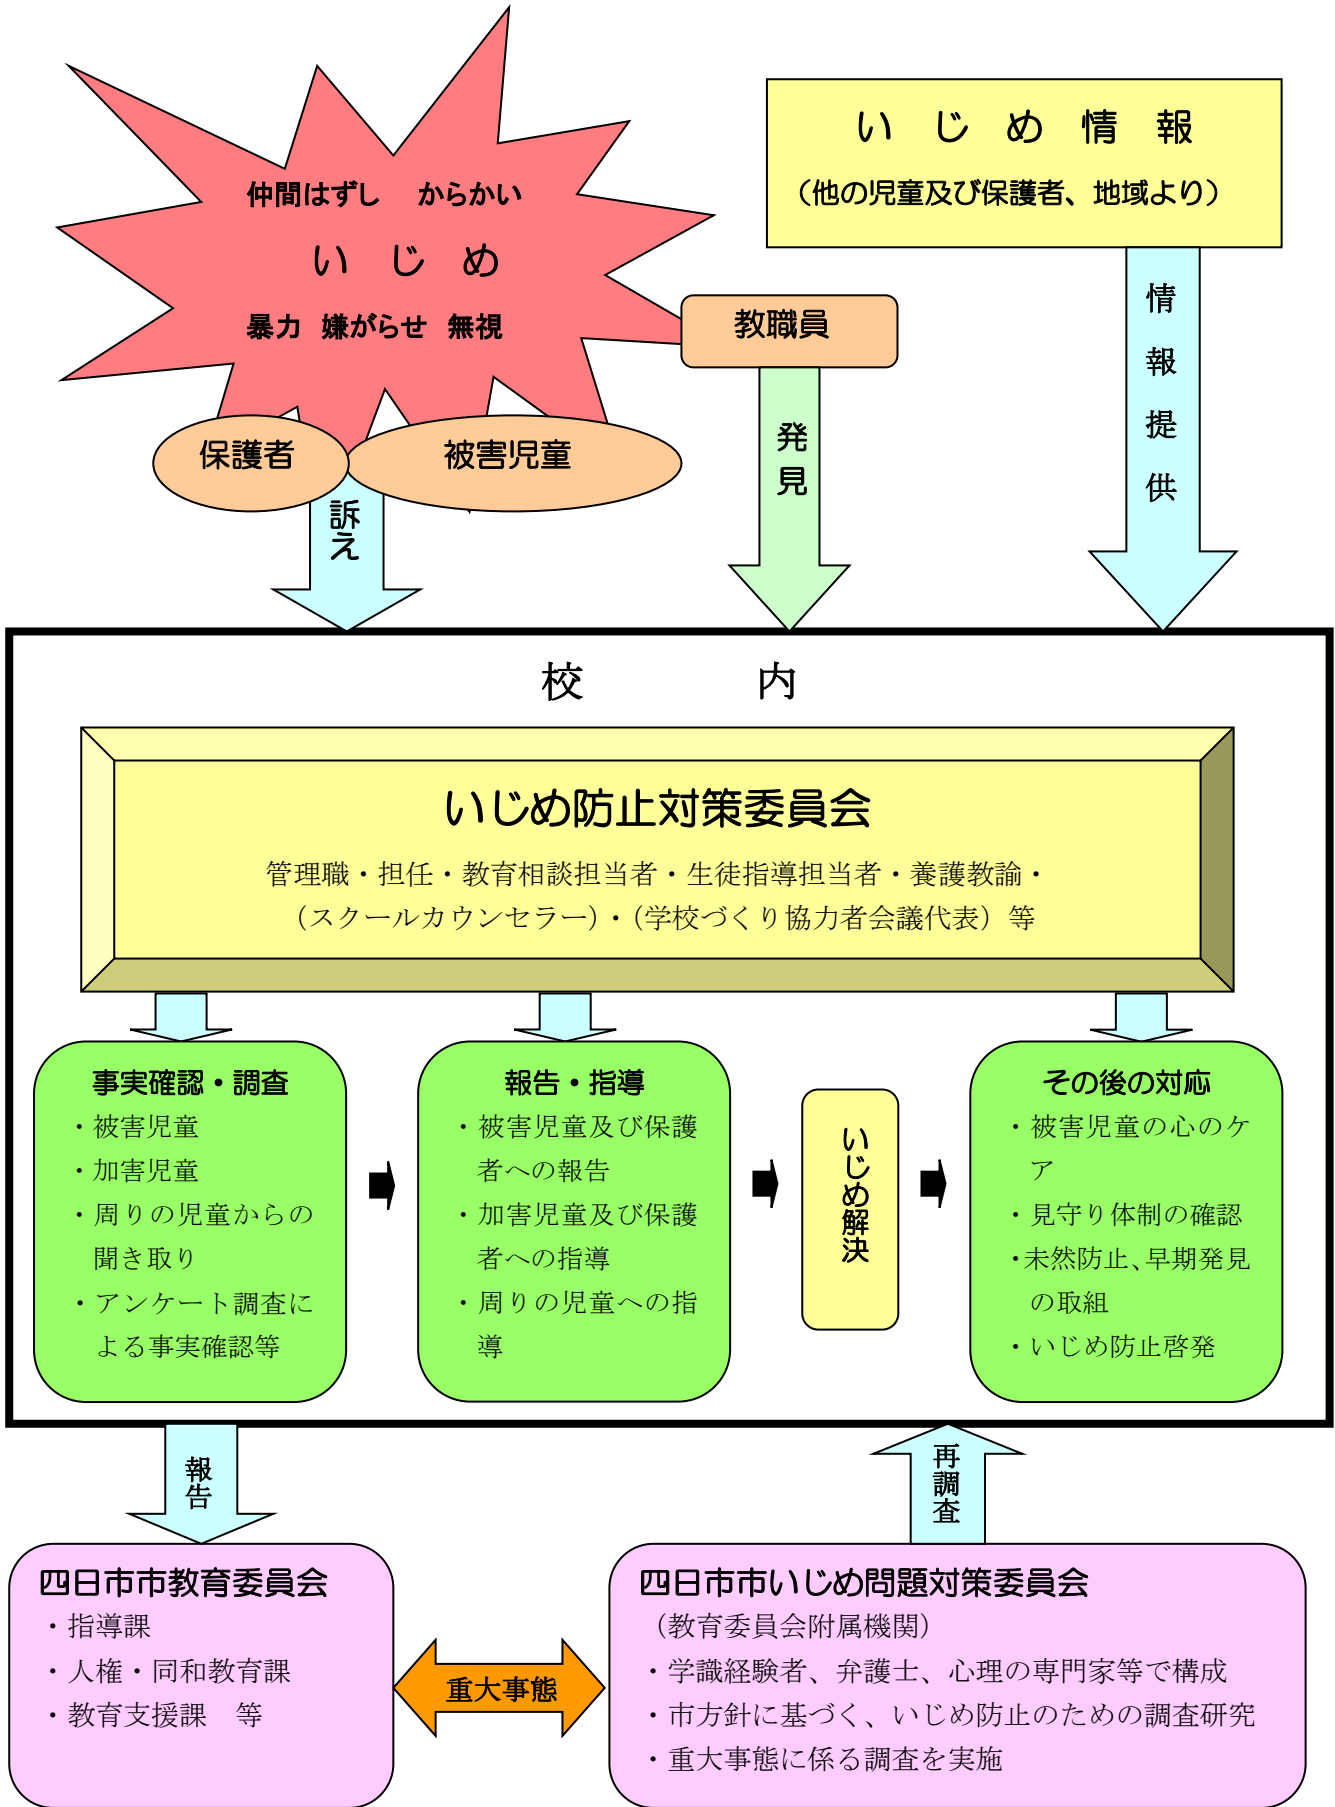 仲間はずし　からかい
い　じ　め
暴力　嫌がらせ　無視
い　じ　め　情　報
（他の児童及び保護者、地域より）
教職員
保護者
被害児童
訴え
発見
情報提供
校　　　　内
いじめ防止対策委員会
管理職・担任・教育相談担当者・生徒指導担当者・養護教諭・
（スクールカウンセラー）・（学校づくり協力者会議代表）等
事実確認・調査
・被害児童
・加害児童
・周りの児童からの
聞き取り
・アンケート調査に
よる事実確認等
報告・指導
・被害児童及び保護
者への報告
・加害児童及び保護
者への指導
・周りの児童への指
導
いじめ解決
その後の対応
・被害児童の心のケ
ア
・見守り体制の確認
・未然防止、早期発見
の取組
・いじめ防止啓発
報告
再調査
四日市市教育委員会
・指導課
・人権・同和教育課
・教育支援課　等
重大事態
四日市市いじめ問題対策委員会
（教育委員会附属機関）
・学識経験者、弁護士、心理の専門家等で構成
・市方針に基づく、いじめ防止のための調査研究
・重大事態に係る調査を実施